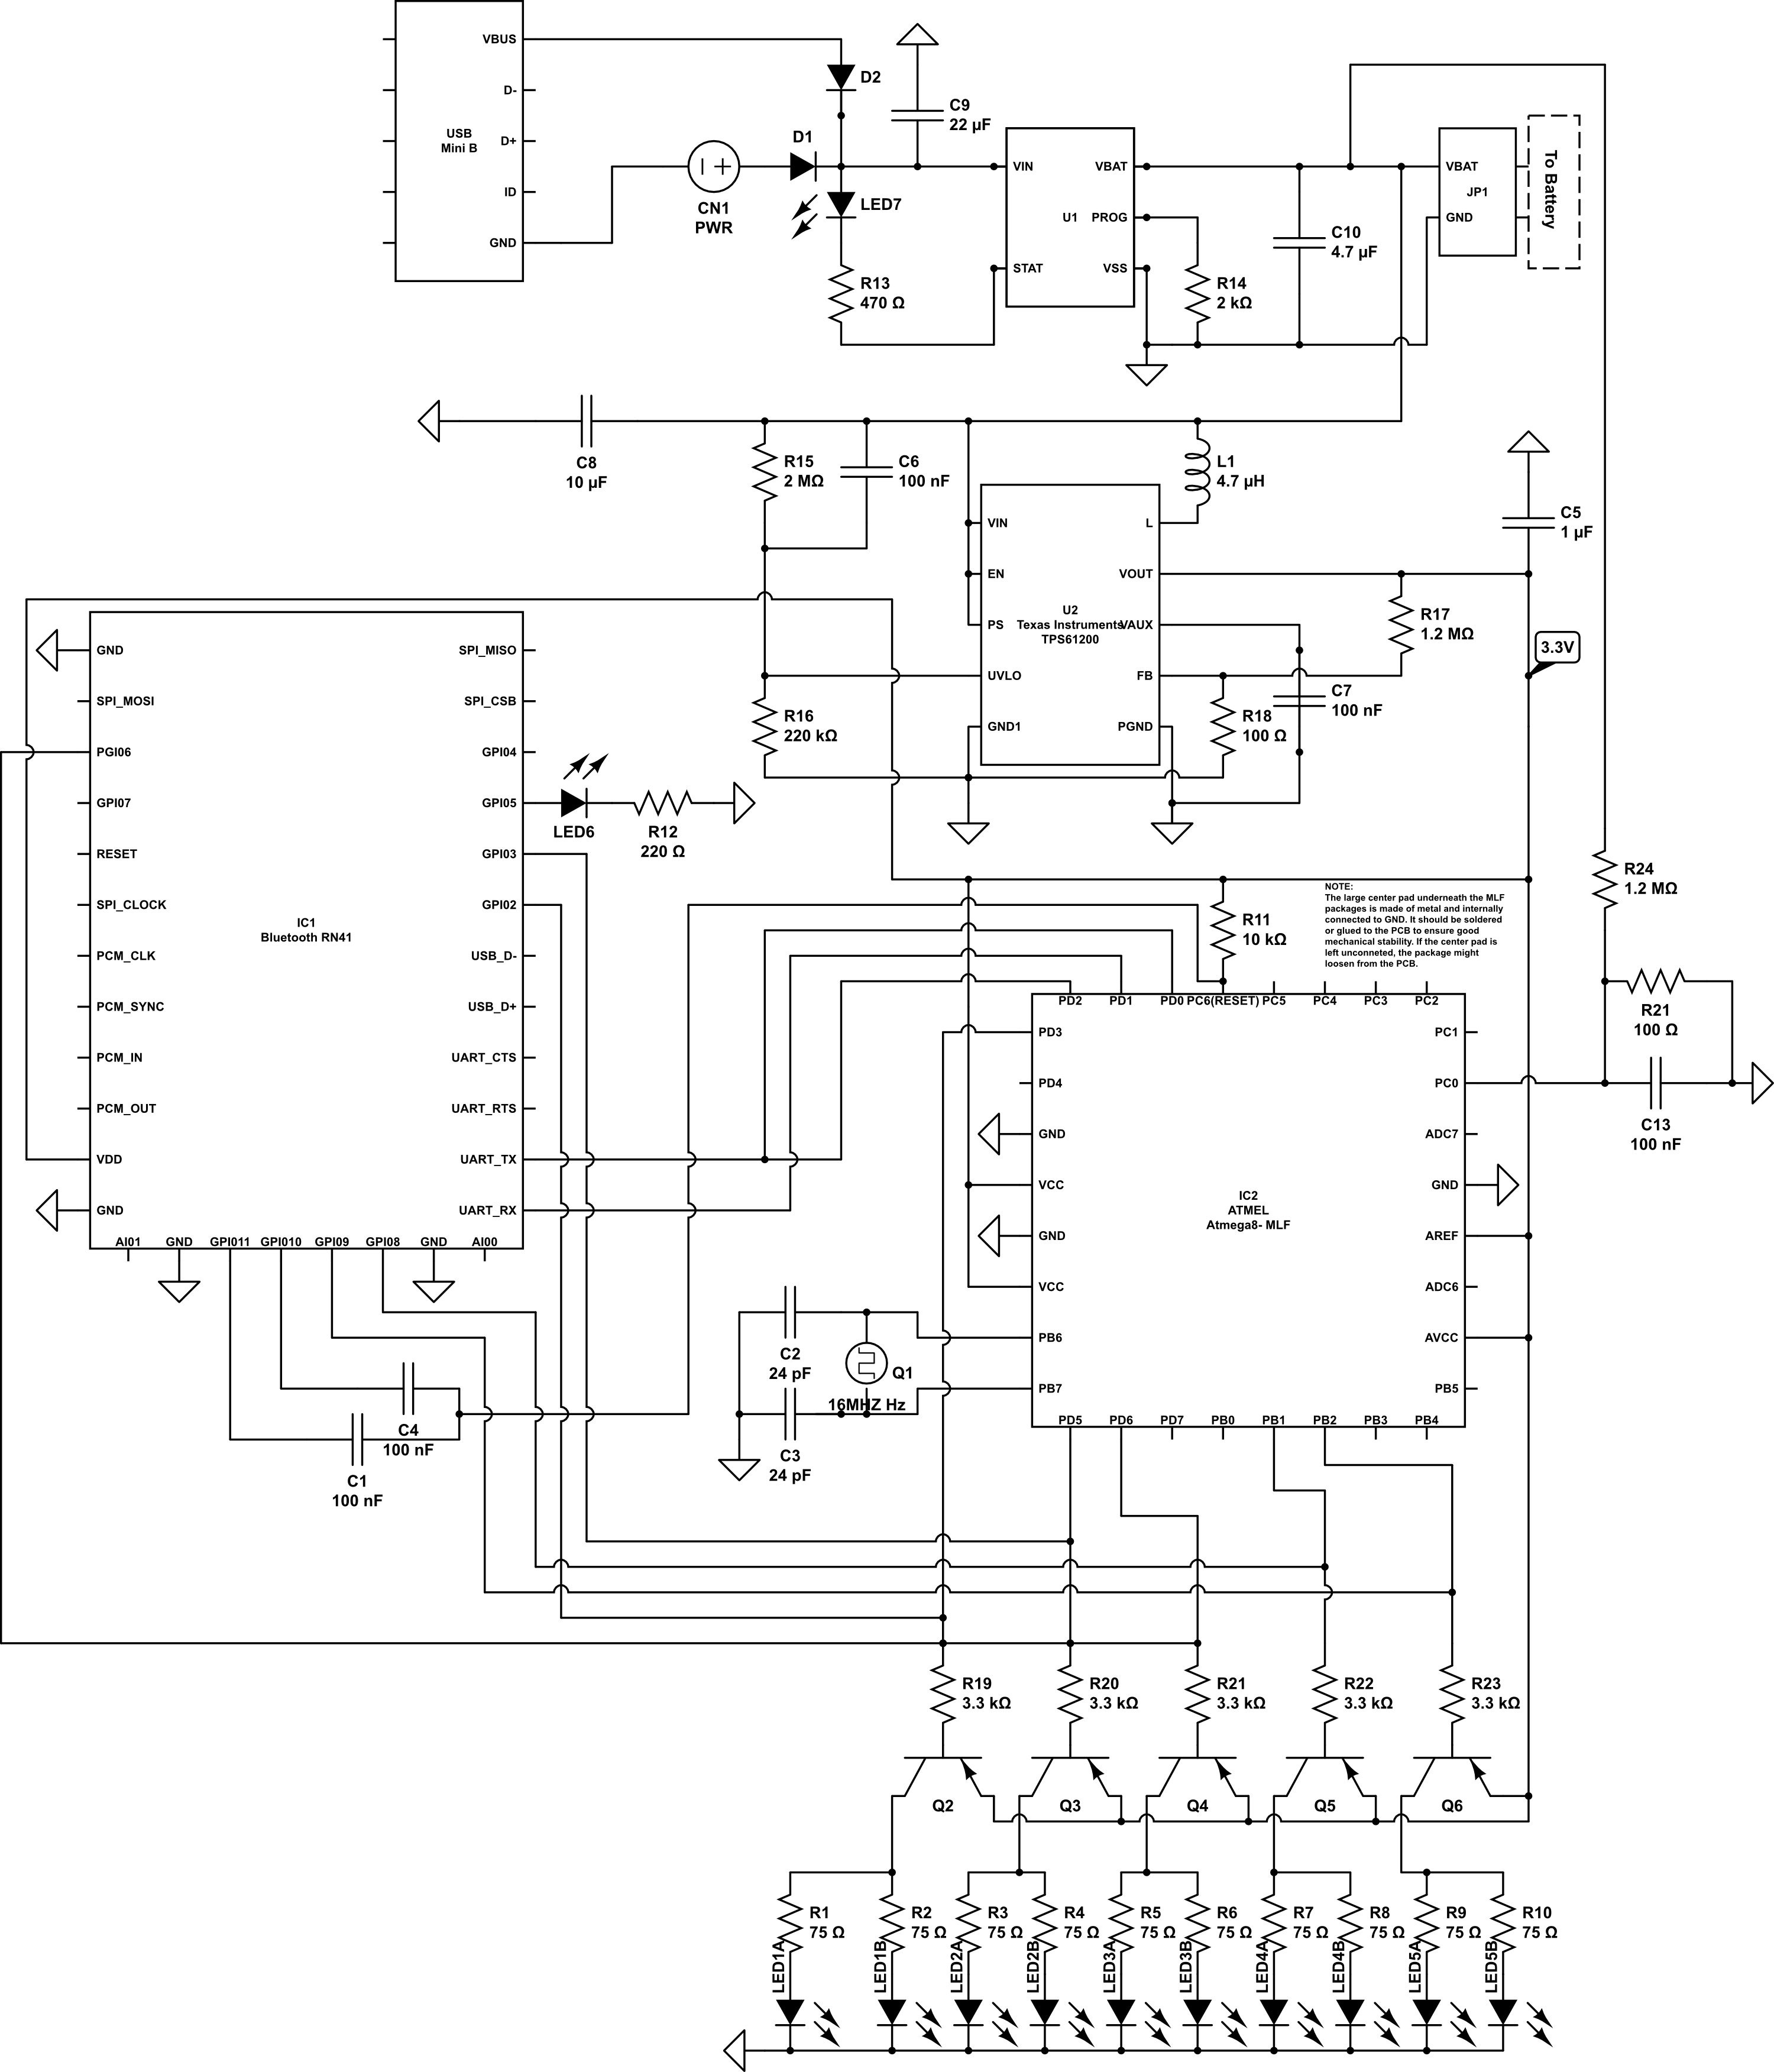 VBUS
D-
D+
ID
GND
USB
Mini B
D2
D1
CN1
PWR
LED7
R13
470 Ω
C9
22 µF
VIN
STAT
U1
VBAT
PROG
VSS
R14
2 kΩ
C10
4.7 µF
VBAT
JP1
GND
To Battery
C8
10 µF
R15
2 MΩ
C6
100 nF
L1
4.7 µH
C5
1 µF
VIN
EN
PS
UVLO
GND1
U2
Texas Instruments
TPS61200
L
VOUT
VAUX
FB
PGND
R17
1.2 MΩ
3.3V
R16
220 kΩ
R18
100 Ω
C7
100 nF
GND
SPI_MOSI
PGI06
GPI07
RESET
SPI_CLOCK
PCM_CLK
PCM_SYNC
PCM_IN
PCM_OUT
VDD
GND
IC1
Bluetooth RN41
SPI_MISO
SPI_CSB
GPI04
GPI05
GPI03
GPI02
USB_D-
USB_D+
UART_CTS
UART_RTS
UART_TX
UART_RX
AI01
GND
GPI011
GPI010
GPI09
GPI08
GND
AI00
LED6
R12
220 Ω
R11
10 kΩ
NOTE:
The large center pad underneath the MLF
packages is made of metal and internally
connected to GND. It should be soldered
or glued to the PCB to ensure good
mechanical stability. If the center pad is
left unconneted, the package might
loosen from the PCB.
R24
1.2 MΩ
R21
100 Ω
C13
100 nF
PD2
PD1
PD0
PC6(RESET)
PC5
PC4
PC3
PC2
PD3
PD4
GND
VCC
GND
VCC
PB6
PB7
IC2
ATMEL
Atmega8- MLF
PC1
PC0
ADC7
GND
AREF
ADC6
AVCC
PB5
PD5
PD6
PD7
PB0
PB1
PB2
PB3
PB4
C2
24 pF
Q1
16MHZ Hz
C3
24 pF
C4
100 nF
C1
100 nF
R19
3.3 kΩ
R20
3.3 kΩ
R21
3.3 kΩ
R22
3.3 kΩ
R23
3.3 kΩ
Q2
Q3
Q4
Q5
Q6
R1
75 Ω
R2
75 Ω
R3
75 Ω
R4
75 Ω
R5
75 Ω
R6
75 Ω
R7
75 Ω
R8
75 Ω
R9
75 Ω
R10
75 Ω
LED1A
LED1B
LED2A
LED2B
LED3A
LED3B
LED4A
LED4B
LED5A
LED5B